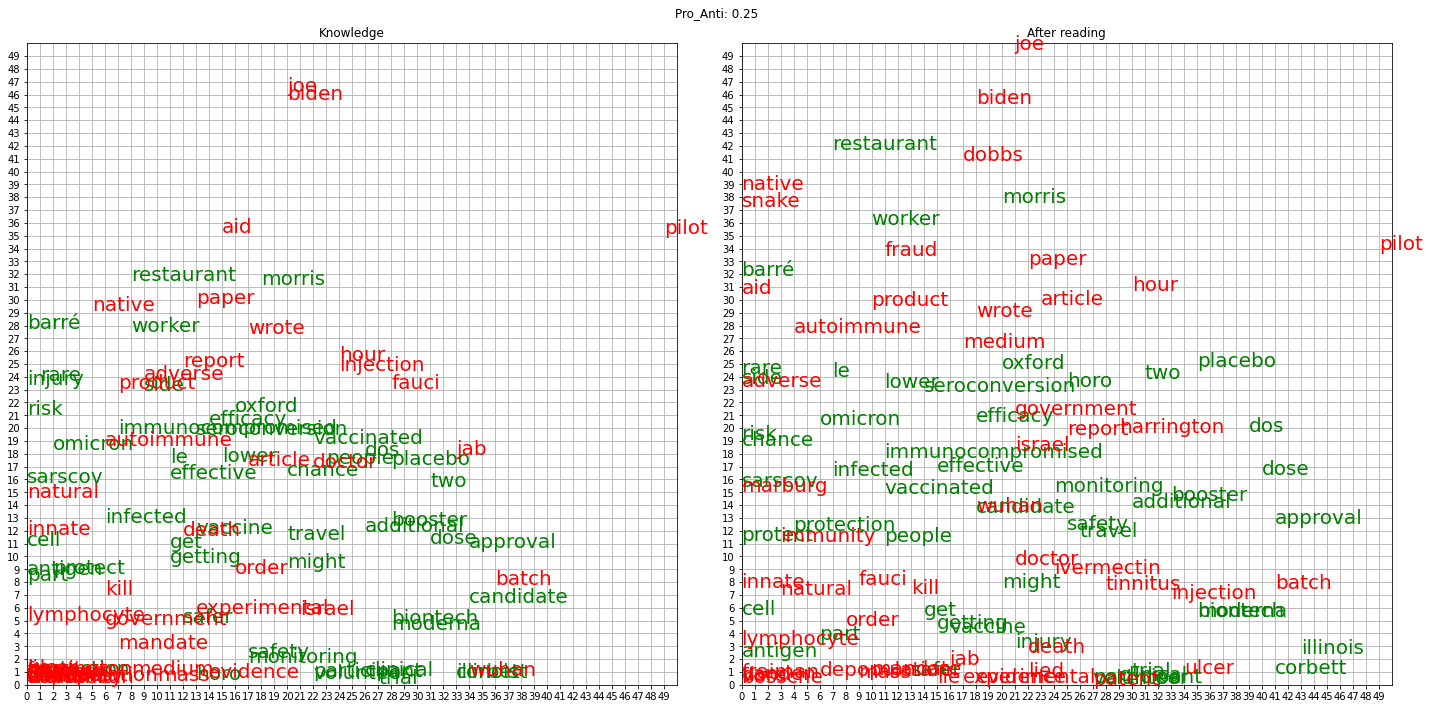 Pro_Anti: 0.25
Knowledge
49
48
47
46
45
44
43
42
41
40
39
38
37
36
35
34
33
32
31
30
29
28
27
26
25
24
23
22
21
20
19
18
17
16
15
14
13
12
11
10
9
8
7
6
5
4
3
2
1
0
joe
biden
aid
pilot
restaurant
morris
native
paper
barré
worker
wrote
report
hour
injection
rare
injury
adverse
product
side
fauci
risk
oxford
efficacy
immunocompromised
seroconversion
omicron
autoimmune
vaccinated
le
lower
article
doctor
people
dos
placebo
jab
sarscov
effective
chance
two
natural
innate
infected
death
vaccine
travel
additional
booster
cell
get
getting
dose
approval
antigen
part
protect
order
might
kill
batch
candidate
lymphocyte
government
safer
experimental
israel
biontech
moderna
mandate
safety
monitoring
medium
evidence
clinical
trial
wuhan
0 1 2 3 4 5 6 7 8 9 10 11 12 13 14 15 16 17 18 19 20 21 22 23 24 25 26 27 28 29 30 31 32 33 34 35 36 37 38 39 40 41 42 43 44 45 46 47 48 49
After reading
49
48
47
46
45
44
43
42
41
40
39
38
37
36
35
34
33
32
31
30
29
28
27
26
25
24
23
22
21
20
19
18
17
16
15
14
13
12
11
10
9
8
7
6
5
4
3
2
1
0
joe
biden
restaurant
dobbs
native
snake
morris
worker
fraud
pilot
paper
barré
aid
hour
product
article
wrote
autoimmune
medium
oxford
placebo
rare
side
adverse
le
lower
seroconversion
horo
two
omicron
efficacy
government
report
harrington
dos
risk
chance
israel
immunocompromised
infected
effective
dose
sarscov
marburg
vaccinated
monitoring
booster
additional
wuhan
candidate
protection
safety
travel
approval
protect
immunity
people
doctor
ivermectin
innate
natural
fauci
kill
might
tinnitus
injection
batch
cell
order
get
getting
vaccine
moderna
part
lymphocyte
antigen
injury
death
illinois
jab
lied
trial
ulcer
corbett
experimental
0 1 2 3 4 5 6 7 8 9 10 11 12 13 14 15 16 17 18 19 20 21 22 23 24 25 26 27 28 29 30 31 32 33 34 35 36 37 38 39 40 41 42 43 44 45 46 47 48 49